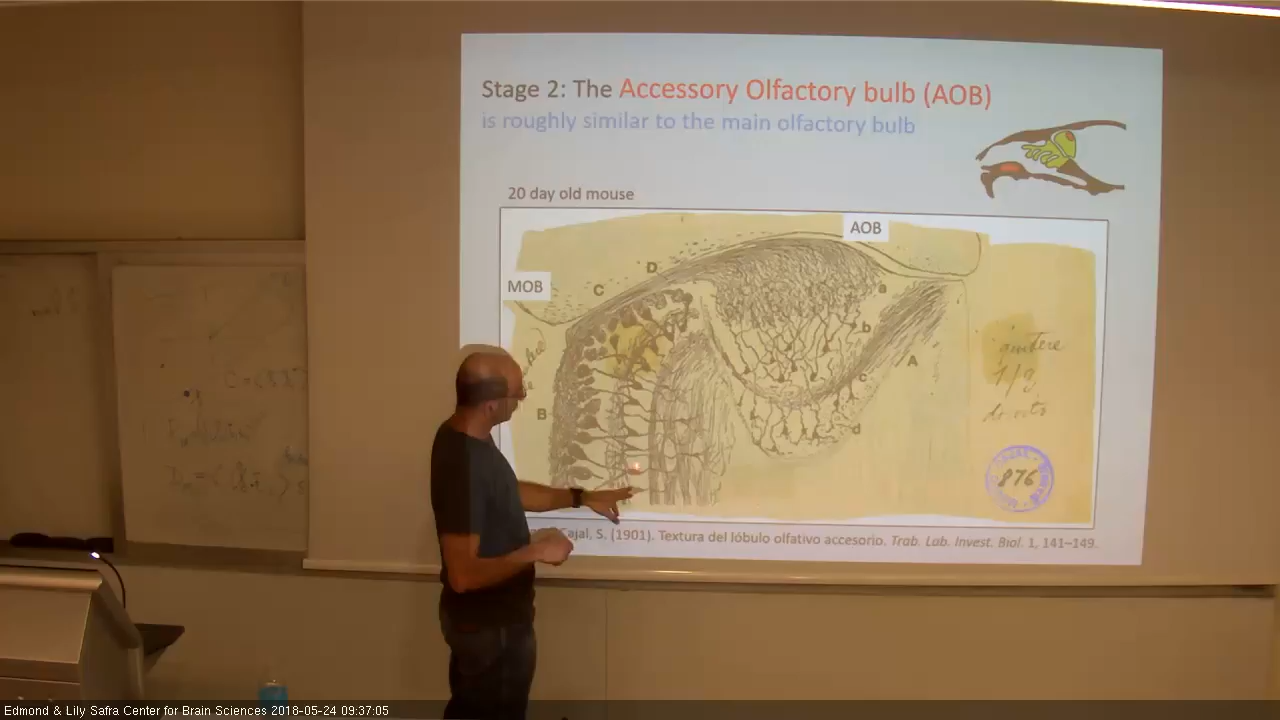 Stage 2: The Accessory Olfactory bulb (AOB)
is roughly similar to the main olfactory bulb
20 day old mouse
AOB
MOB
D
C
a
b
A
c
B
d
1/2
876
Cajal, S. (1901). Textura del lóbulo olfativo accesorio. Trab. Lab. Invest. Biol. 1, 141–149.
Edmond & Lily Safra Center for Brain Sciences 2018-05-24 09:37:05